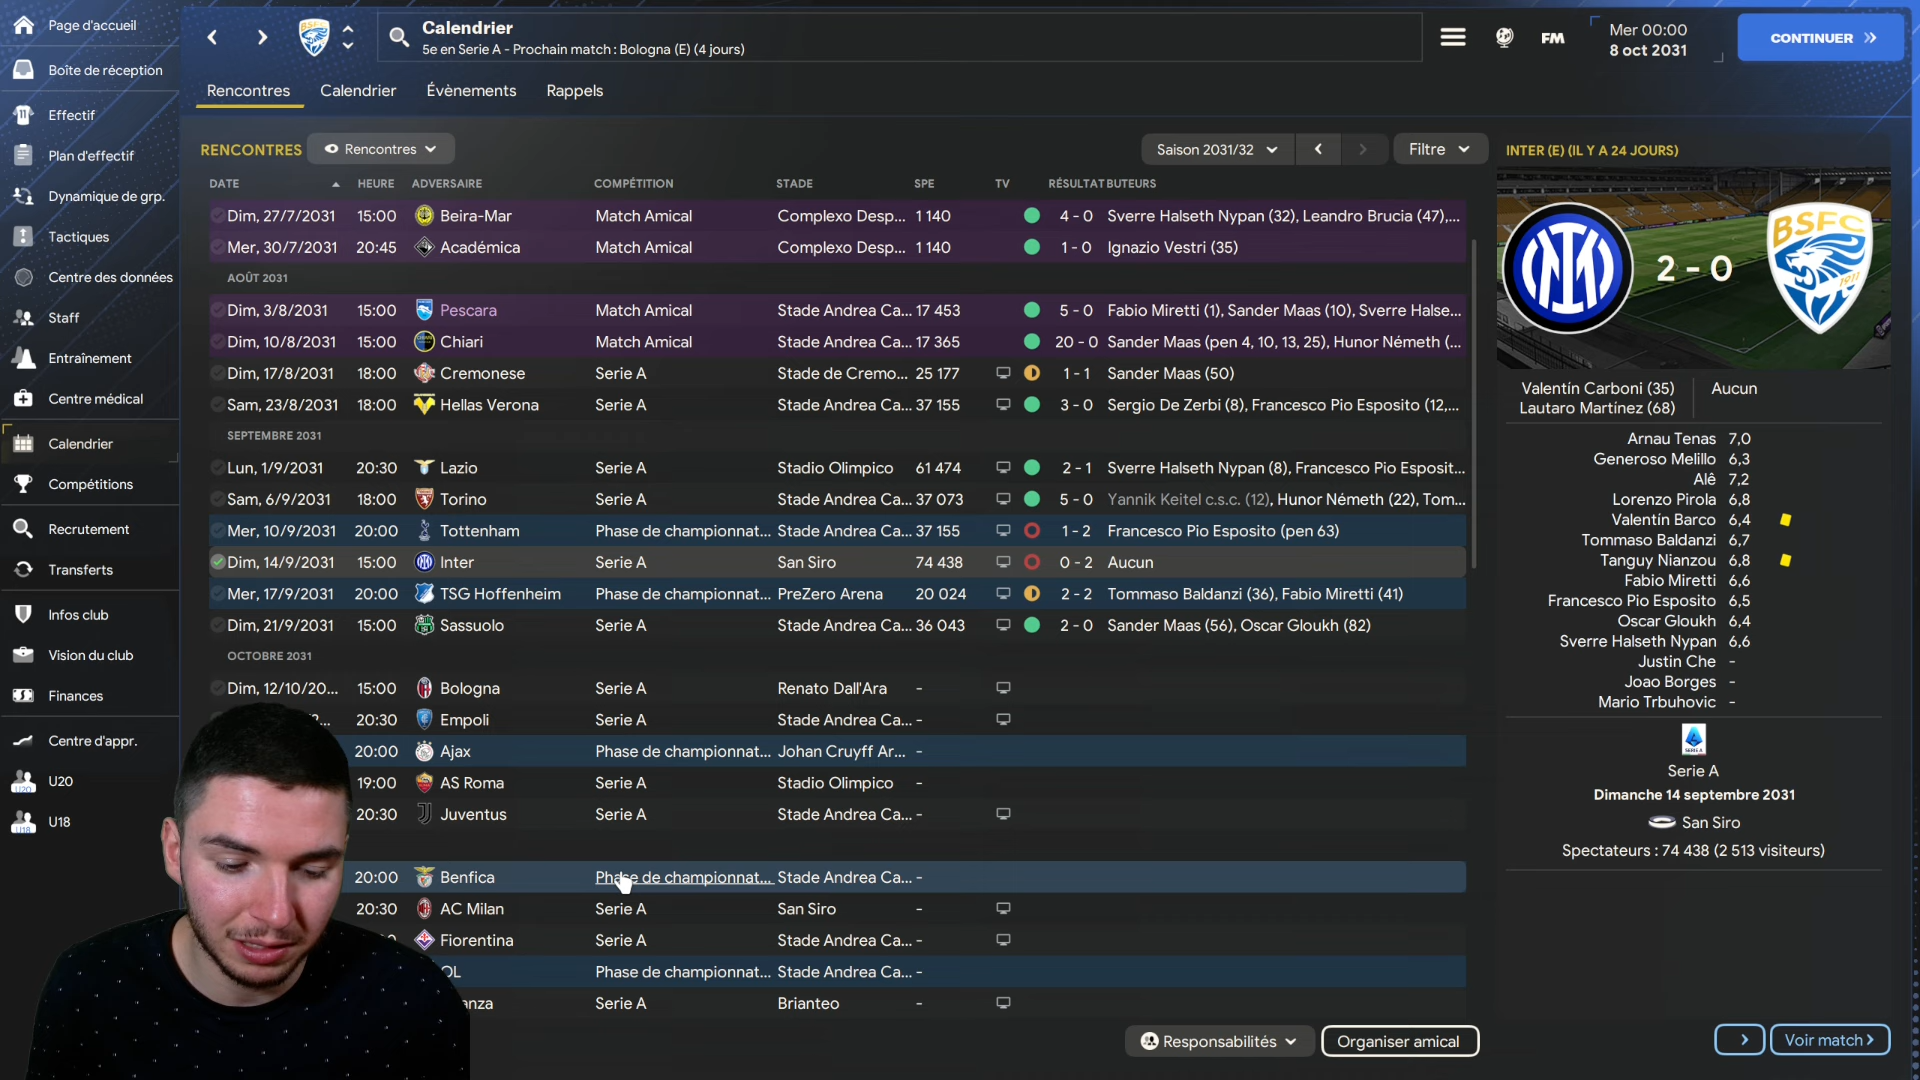 Page d'accueil
Boîte de réception
Effectif
Plan d'effectif
Dynamique de grp.
Tactiques
Centre des données
Staff
Entraînement
Centre médical
Calendrier
Compétitions
Recrutement
Transferts
Infos club
Vision du club
Finances
Centre d'appr.
U20
U18
Calendrier
5e en Serie A - Prochain match : Bologna (E) (4 jours)
FM
Mer 00:00
8 oct 2031
CONTINUER
Rencontres Calendrier Évènements Rappels
RENCONTRES Rencontres Saison 2031/32 Filtre
DATE HEURE ADVERSAIRE COMPÉTITION STADE SPE TV RÉSULTAT BUTEURS
Dim, 27/7/2031 15:00 Beira-Mar Match Amical Complexo Desp... 1 140 4 - 0 Sverre Halseth Nypan (32), Leandro Brucia (47),...
Mer, 30/7/2031 20:45 Académica Match Amical Complexo Desp... 1 140 1 - 0 Ignazio Vestri (35)
AOÛT 2031
Dim, 3/8/2031 15:00 Pescara Match Amical Stade Andrea Ca... 17 453 5 - 0 Fabio Miretti (1), Sander Maas (10), Sverre Halse...
Dim, 10/8/2031 15:00 Chiari Match Amical Stade Andrea Ca... 17 365 20 - 0 Sander Maas (pen 4, 10, 13, 25), Hunor Németh (...
Dim, 17/8/2031 18:00 Cremonese Serie A Stade de Cremo... 25 177 1 - 1 Sander Maas (50)
Sam, 23/8/2031 18:00 Hellas Verona Serie A Stade Andrea Ca... 37 155 3 - 0 Sergio De Zerbi (8), Francesco Pio Esposito (12,...
SEPTEMBRE 2031
Lun, 1/9/2031 20:30 Lazio Serie A Stadio Olimpico 61 474 2 - 1 Sverre Halseth Nypan (8), Francesco Pio Esposit...
Sam, 6/9/2031 18:00 Torino Serie A Stade Andrea Ca... 37 073 5 - 0 Yannik Keitel c.s.c. (12), Hunor Németh (22), Tom...
Mer, 10/9/2031 20:00 Tottenham Phase de championnat... Stade Andrea Ca... 37 155 1 - 2 Francesco Pio Esposito (pen 63)
Dim, 14/9/2031 15:00 Inter Serie A San Siro 74 438 0 - 2 Aucun
Mer, 17/9/2031 20:00 TSG Hoffenheim Phase de championnat... PreZero Arena 20 024 2 - 2 Tommaso Baldanzi (36), Fabio Miretti (41)
Dim, 21/9/2031 15:00 Sassuolo Serie A Stade Andrea Ca... 36 043 2 - 0 Sander Maas (56), Oscar Gloukh (82)
OCTOBRE 2031
Dim, 12/10/20... 15:00 Bologna Serie A Renato Dall'Ara -
20:30 Empoli Serie A Stade Andrea Ca... -
20:00 Ajax Phase de championnat... Johan Cruyff Ar... -
19:00 AS Roma Serie A Stadio Olimpico -
20:30 Juventus Serie A Stade Andrea Ca... -
20:00 Benfica Phase de championnat... Stade Andrea Ca... -
20:30 AC Milan Serie A San Siro -
Fiorentina Serie A Stade Andrea Ca... -
OL Phase de championnat... Stade Andrea Ca... -
Serie A Brianteo -
Responsabilités Organiser amical
INTER (E) (IL Y A 24 JOURS)
2 - 0
BSFC
1911
Valentín Carboni (35) Aucun
Lautaro Martínez (68)
Arnau Tenas 7,0
Generoso Melillo 6,3
Alê 7,2
Lorenzo Pirola 6,8
Valentín Barco 6,4
Tommaso Baldanzi 6,7
Tanguy Nianzou 6,8
Fabio Miretti 6,6
Francesco Pio Esposito 6,5
Oscar Gloukh 6,4
Sverre Halseth Nypan 6,6
Justin Che -
Joao Borges -
Mario Trbuhovic -
SERIE A
Serie A
Dimanche 14 septembre 2031
San Siro
Spectateurs : 74 438 (2 513 visiteurs)
Voir match